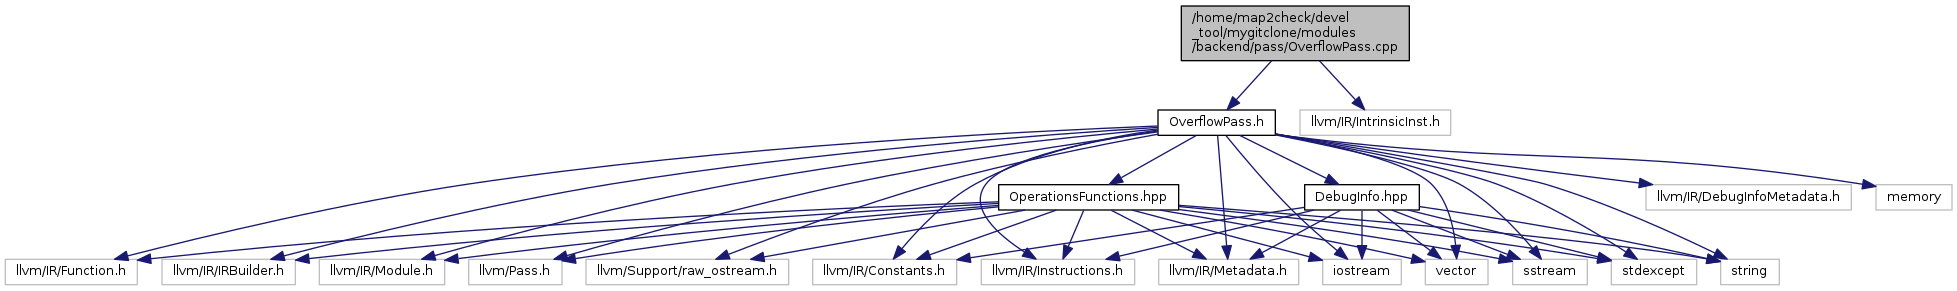 /home/map2check/devel
_tool/mygitclone/modules
/backend/pass/OverflowPass.cpp
OverflowPass.h
llvm/IR/IntrinsicInst.h
OperationsFunctions.hpp
DebugInfo.hpp
llvm/IR/DebugInfoMetadata.h
memory
llvm/IR/Function.h
llvm/IR/IRBuilder.h
llvm/IR/Module.h
llvm/Pass.h
llvm/Support/raw_ostream.h
llvm/IR/Constants.h
llvm/IR/Instructions.h
llvm/IR/Metadata.h
iostream
vector
sstream
stdexcept
string